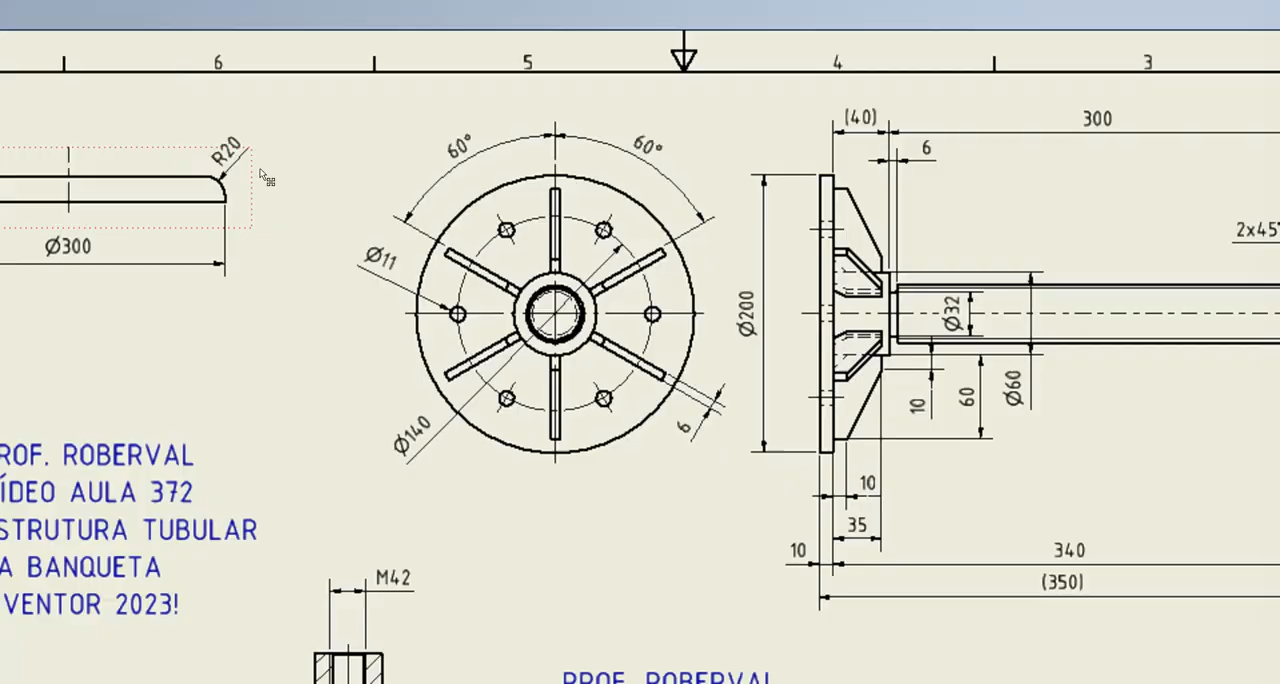 6
5
4
3
(40)
300
6
60°
60°
R20
2x45°
Ø300
Ø11
Ø200
Ø32
Ø140
6
10
60
Ø60
PROF. ROBERVAL
VÍDEO AULA 372
ESTRUTURA TUBULAR
DA BANQUETA
INVENTOR 2023!
10
35
10
340
(350)
M42
PROF. ROBERVAL